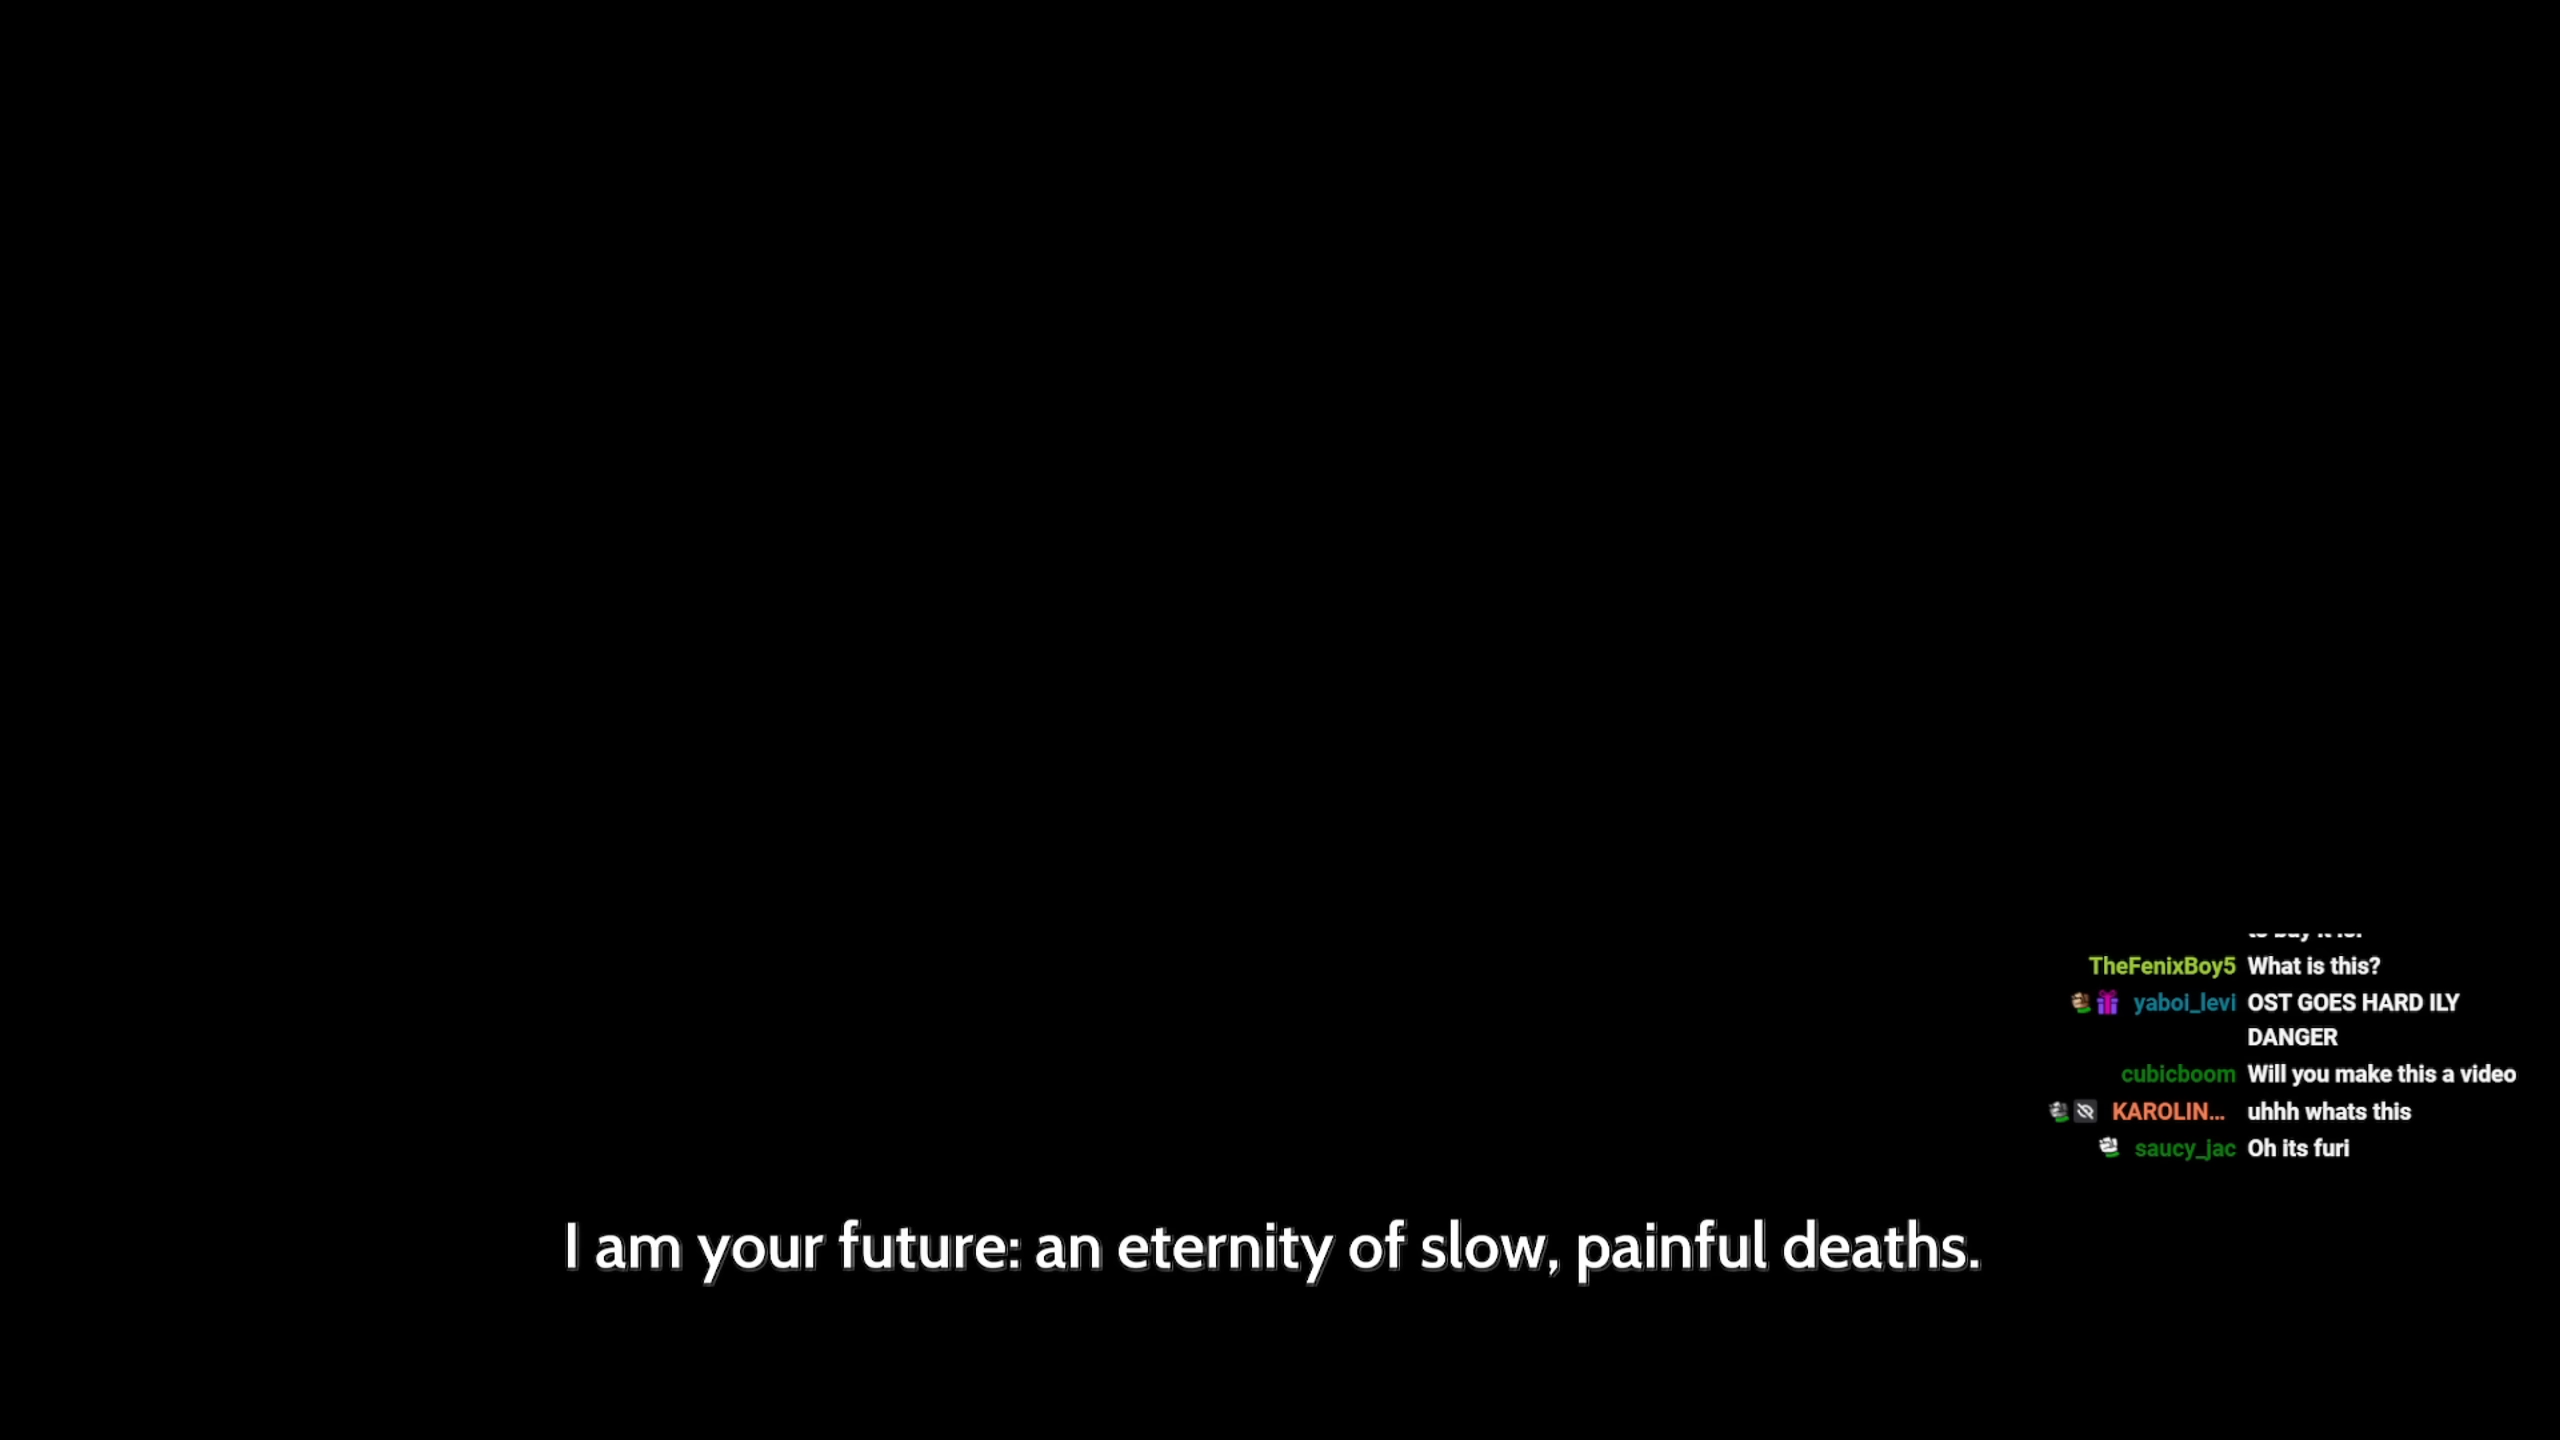 TheFenixBoy5 What is this?
yaboi_levi OST GOES HARD ILY
DANGER
cubicboom Will you make this a video
KAROLIN... uhhh whats this
saucy_jac Oh its furi
I am your future: an eternity of slow, painful deaths.